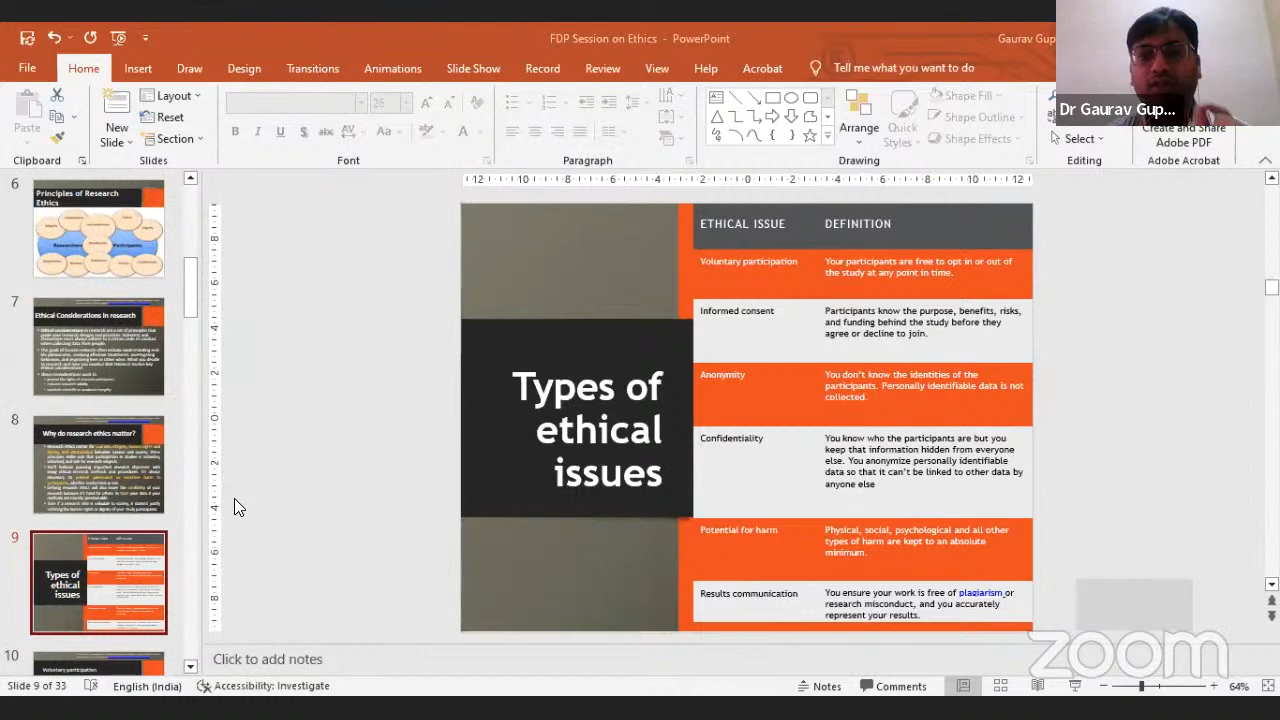 FDP Session on Ethics - PowerPoint
Gaurav Gup
File Home Insert Draw Design Transitions Animations Slide Show Record Review View Help Acrobat Tell me what you want to do
Dr Gaurav Gup...
Paste
New
Slide
Layout
Reset
Section
26
Arrange
Quick
Styles
Shape Fill
Shape Outline
Shape Effects
Select
Create and Share
Adobe PDF
Clipboard Slides Font Paragraph Drawing Editing Adobe Acrobat
6
Principles of Research
Ethics
7
Ethical Considerations in research
8
Why do research ethics matter?
9
Types of
ethical
issues
10
Voluntary participation
Types of
ethical
issues
ETHICAL ISSUE DEFINITION
Voluntary participation Your participants are free to opt in or out of
the study at any point in time.
Informed consent Participants know the purpose, benefits, risks,
and funding behind the study before they
agree or decline to join.
Anonymity You don't know the identities of the
participants. Personally identifiable data is not
collected.
Confidentiality You know who the participants are but you
keep that information hidden from everyone
else. You anonymize personally identifiable
data so that it can't be linked to other data by
anyone else
Potential for harm Physical, social, psychological and all other
types of harm are kept to an absolute
minimum.
Results communication You ensure your work is free of plagiarism or
research misconduct, and you accurately
represent your results.
zoom
Click to add notes
Slide 9 of 33 English (India) Accessibility: Investigate Notes Comments 64%